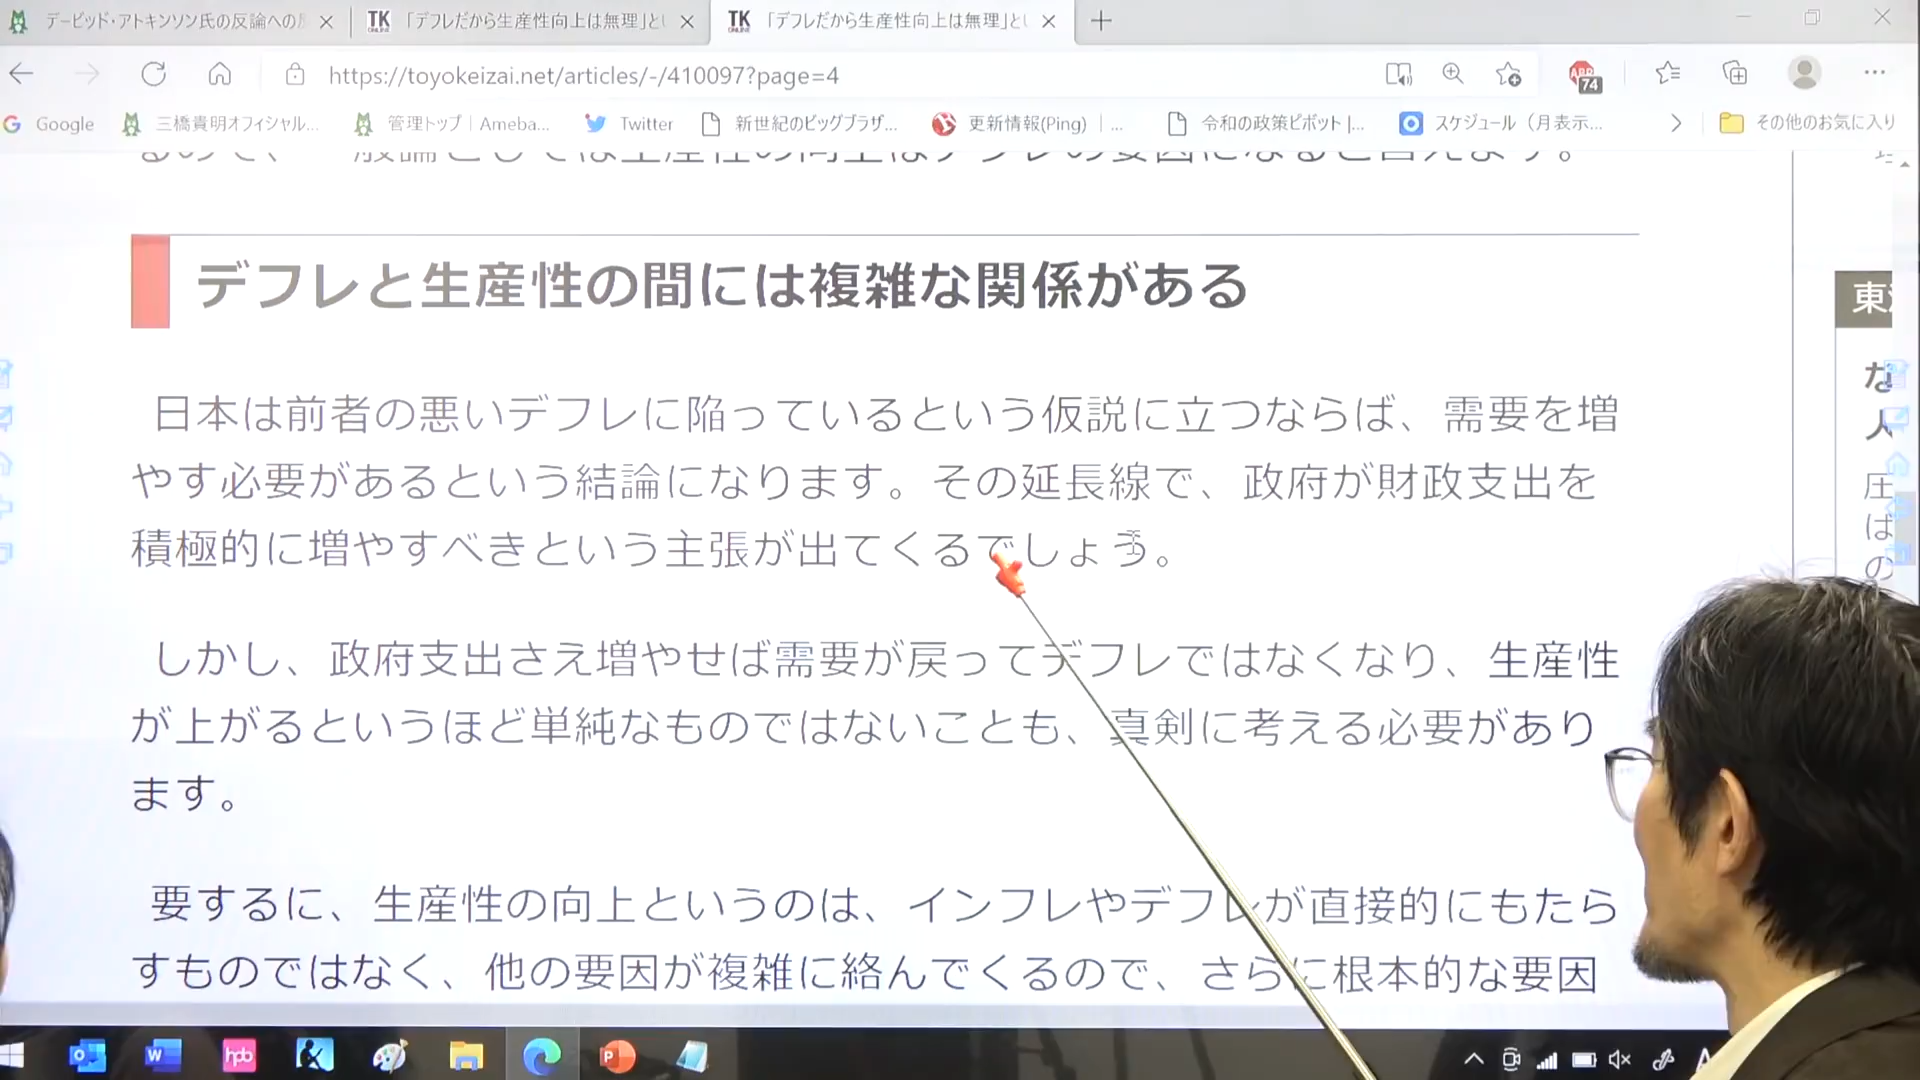 デービッド・アトキンソン氏の反論への
「デフレだから生産性向上は無理」と
「デフレだから生産性向上は無理」と
https://toyokeizai.net/articles/-/410097?page=4
74
Google
三橋貴明オフィシャル...
管理トップ | Ameba...
Twitter
新世紀のビッグブラザ...
更新情報(Ping) | ...
令和の政策ピボット |...
スケジュール（月表示...
その他のお気に入り
デフレと生産性の間には複雑な関係がある
日本は前者の悪いデフレに陥っているという仮説に立つならば、需要を増
やす必要があるという結論になります。その延長線で、政府が財政支出を
積極的に増やすべきという主張が出てくるでしょう。
しかし、政府支出さえ増やせば需要が戻ってデフレではなくなり、生産性
が上がるというほど単純なものではないことも、真剣に考える必要があり
ます。
要するに、生産性の向上というのは、インフレやデフレが直接的にもたら
すものではなく、他の要因が複雑に絡んでくるので、さらに根本的な要因
東
な
人
圧
は
の